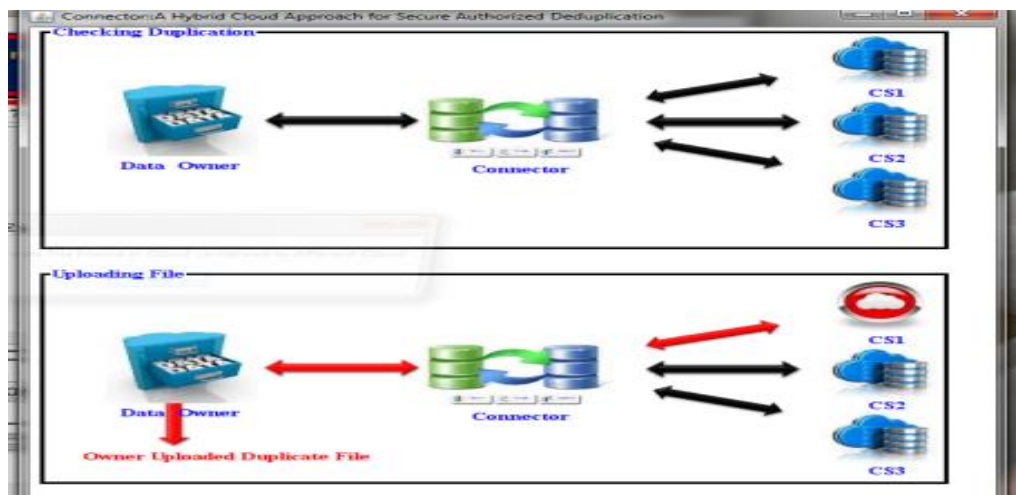 Connector::A Hybrid Cloud Approach for Secure Authorized Deduplication
Checking Duplication
CS1
Data Owner
Connector
CS2
CS3
Uploading File
CS1
Data Owner
Connector
CS2
Owner Uploaded Duplicate File
CS3